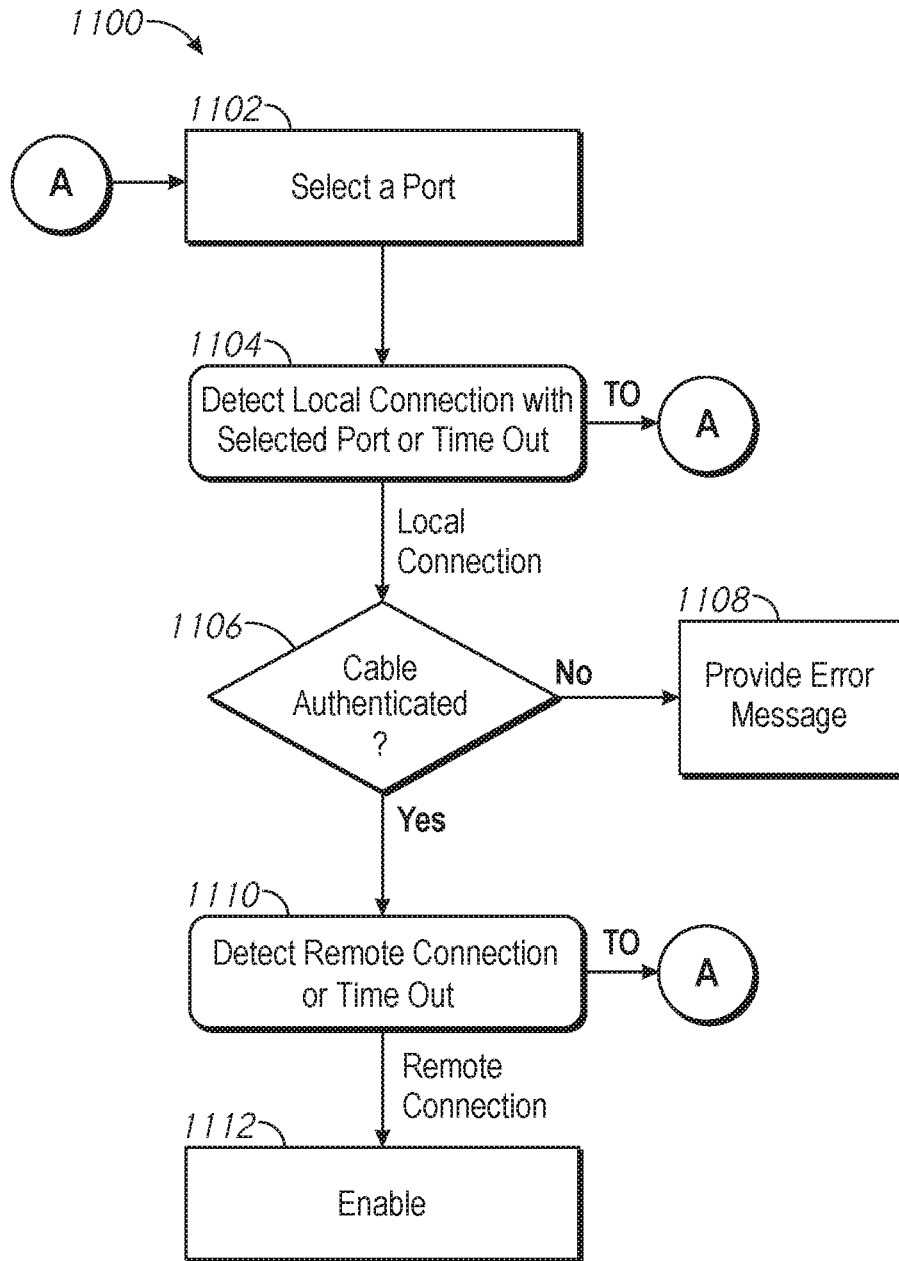 1100
1102
A
Select a Port
1104
Detect Local Connection with
Selected Port or Time Out
TO
A
Local
Connection
1106
Cable
Authenticated
?
No
1108
Provide Error
Message
Yes
1110
Detect Remote Connection
or Time Out
TO
A
Remote
Connection
1112
Enable